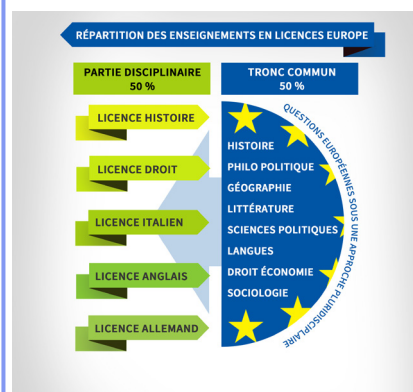 RÉPARTITION DES ENSEIGNEMENTS EN LICENCES EUROPE
PARTIE DISCIPLINAIRE
50 %
LICENCE HISTOIRE
LICENCE DROIT
LICENCE ITALIEN
LICENCE ANGLAIS
LICENCE ALLEMAND
TRONC COMMUN
50 %
HISTOIRE
PHILO POLITIQUE
GÉOGRAPHIE
LITTÉRATURE
SCIENCES POLITIQUES
LANGUES
DROIT ÉCONOMIE
SOCIOLOGIE
QUESTIONS EUROPÉENNES SOUS UNE APPROCHE PLURIDISCIPLAIRE